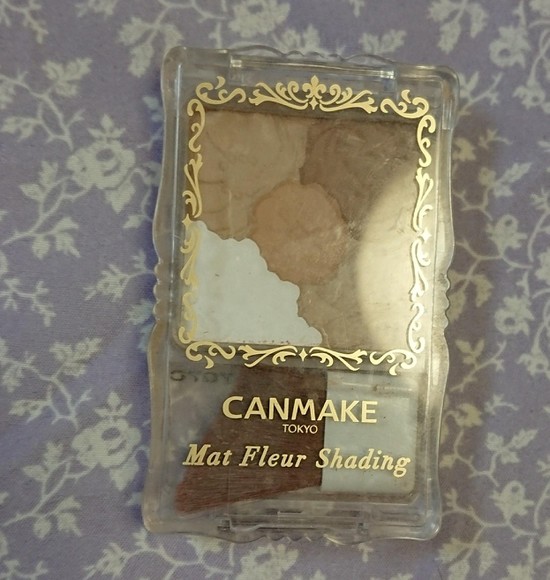 CANMAKE
TOKYO
Mat Fleur Shading